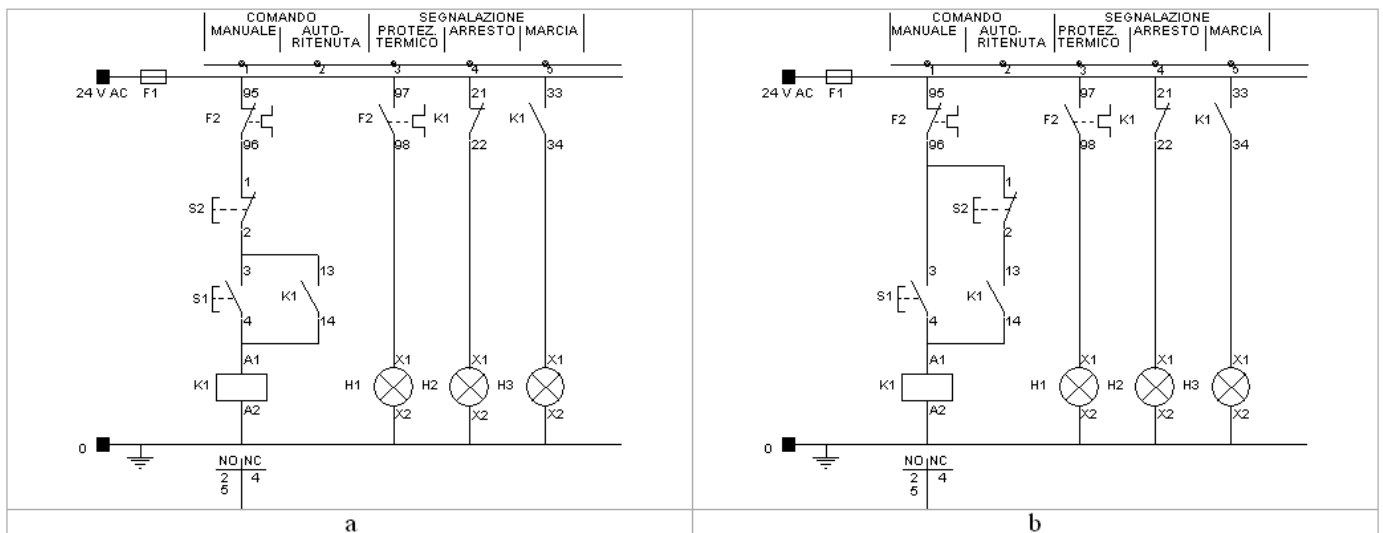 COMANDO SEGNALAZIONE
MANUALE AUTO- PROTEZ. ARRESTO MARCIA
RITENUTA TERMICO
1 2 3 4 5
24 V AC F1
95 97 21 33
F2 F2 K1 K1
96 98 22 34
1
S2
2
3 13
S1 K1
4 14
A1 X1 X1 X1
K1 H1 H2 H3
A2 X2 X2 X2
0
NO NC
2 4
5
a
COMANDO SEGNALAZIONE
MANUALE AUTO- PROTEZ. ARRESTO MARCIA
RITENUTA TERMICO
1 2 3 4 5
24 V AC F1
95 97 21 33
F2 F2 K1 K1
96 98 22 34
1
S2
2
3 13
S1 K1
4 14
A1 X1 X1 X1
K1 H1 H2 H3
A2 X2 X2 X2
0
NO NC
2 4
5
b